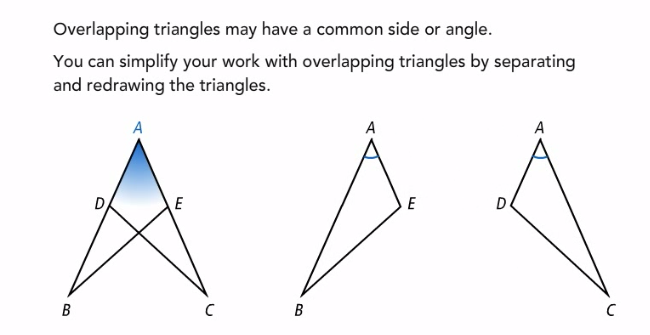 Overlapping triangles may have a common side or angle.
You can simplify your work with overlapping triangles by separating
and redrawing the triangles.
A A A
D E E D
B C B C